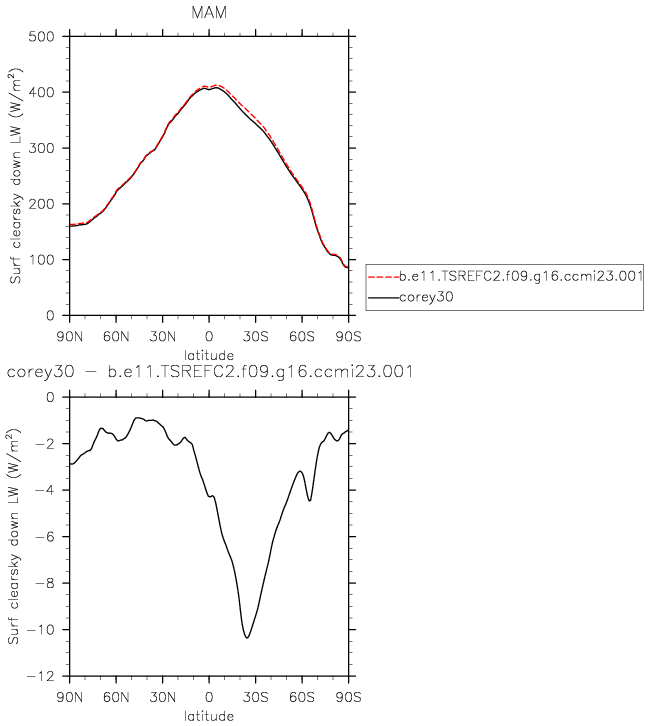 MAM
500
400
300
200
100
0
Surf clearsky down LW (W/m²)
90N 60N 30N 0 30S 60S 90S
latitude
b.e11.TSREFC2.f09.g16.ccmi23.001
corey30
corey30 − b.e11.TSREFC2.f09.g16.ccmi23.001
0
−2
−4
−6
−8
−10
−12
Surf clearsky down LW (W/m²)
90N 60N 30N 0 30S 60S 90S
latitude